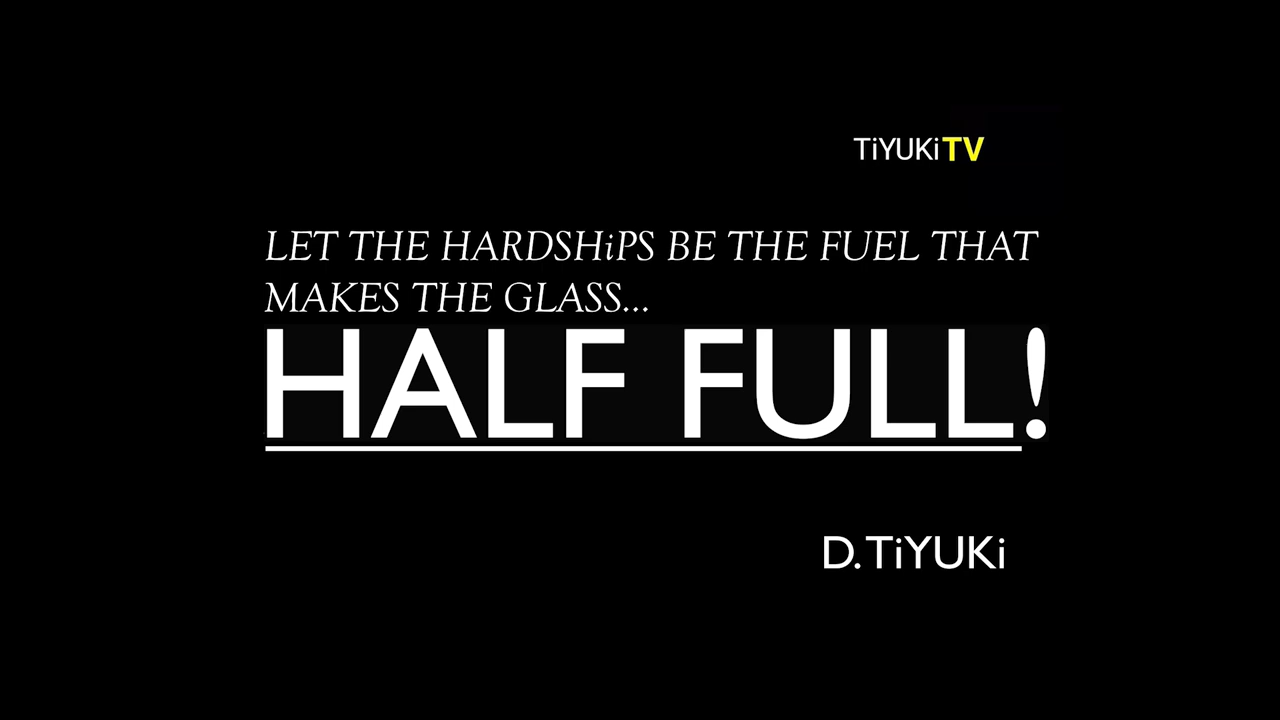 TiYUKiTV
LET THE HARDSHiPS BE THE FUEL THAT
MAKES THE GLASS...
HALF FULL!
D.TiYUKi